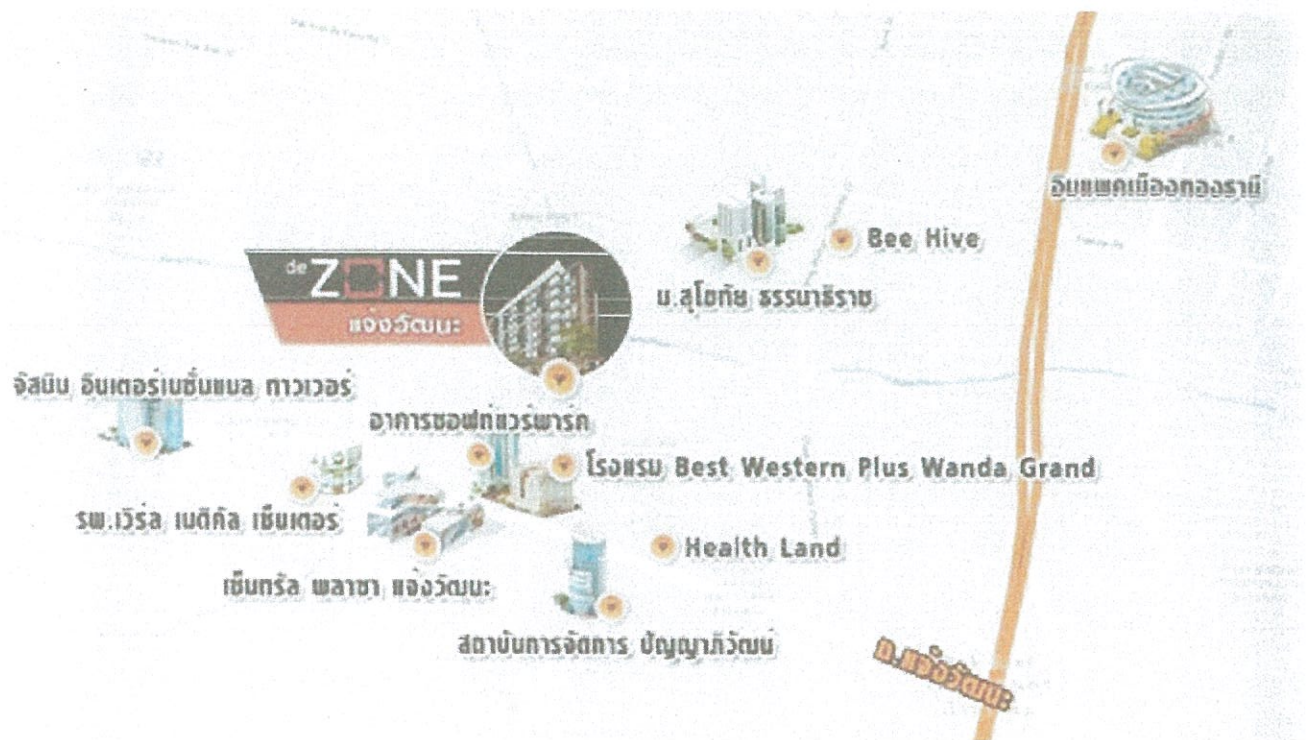 อิมแพคเมืองทองธานี
Bee Hive
ม.สุโขทัย ธรรมาธิราช
de ZONE
แจ้งวัฒนะ
จัสมิน อินเตอร์เนชั่นแนล ทาวเวอร์
อาคารซอฟท์แวร์พาร์ค
โรงแรม Best Western Plus Wanda Grand
รพ.เวิร์ล เมดิคัล เซ็นเตอร์
Health Land
เซ็นทรัล พลาซา แจ้งวัฒนะ
สถาบันการจัดการ ปัญญาภิวัฒน์
ถ.แจ้งวัฒนะ